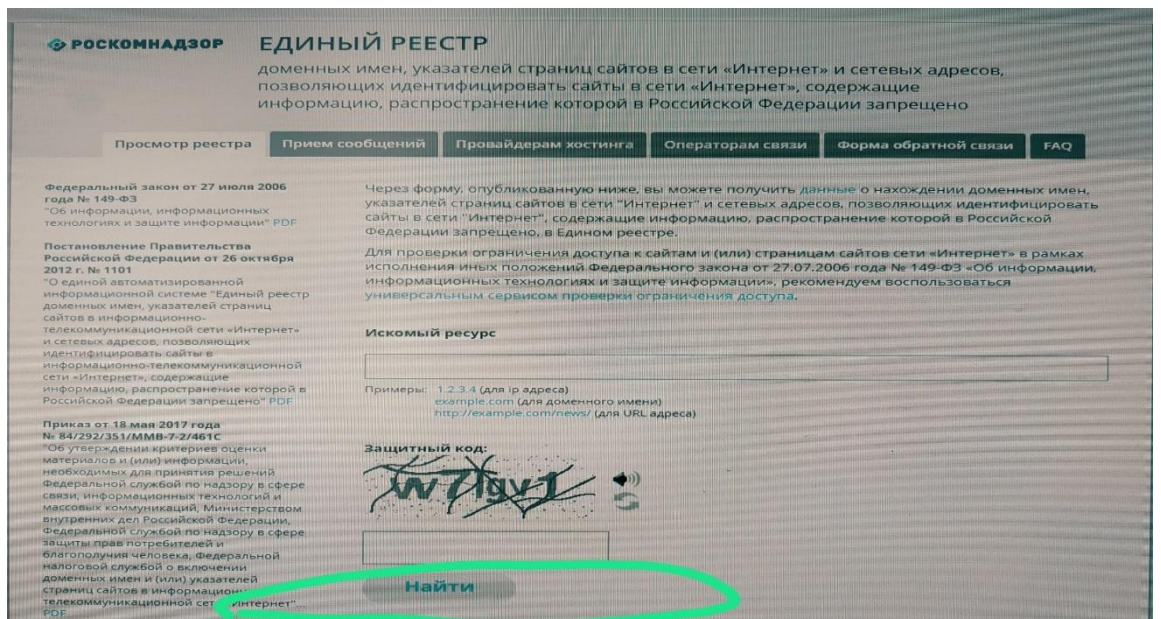 РОСКОМНАДЗОР
ЕДИНЫЙ РЕЕСТР
доменных имен, указателей страниц сайтов в сети «Интернет» и сетевых адресов,
позволяющих идентифицировать сайты в сети «Интернет», содержащие
информацию, распространение которой в Российской Федерации запрещено
Просмотр реестра Прием сообщений Провайдерам хостинга Операторам связи Форма обратной связи FAQ
Федеральный закон от 27 июля 2006
года № 149-ФЗ
"Об информации, информационных
технологиях и защите информации" PDF
Постановление Правительства
Российской Федерации от 26 октября
2012 г. № 1101
"О единой автоматизированной
информационной системе "Единый реестр
доменных имен, указателей страниц
сайтов в информационно-
телекоммуникационной сети «Интернет»
и сетевых адресов, позволяющих
идентифицировать сайты в
информационно-телекоммуникационной
сети «Интернет», содержащие
информацию, распространение которой в
Российской Федерации запрещено" PDF
Приказ от 18 мая 2017 года
№ 84/292/351/ММВ-7-2/461С
"Об утверждении критериев оценки
материалов и (или) информации,
необходимых для принятия решений
Федеральной службой по надзору в сфере
связи, информационных технологий и
массовых коммуникаций, Министерством
внутренних дел Российской Федерации,
Федеральной службой по надзору в сфере
защиты прав потребителей и
благополучия человека, Федеральной
налоговой службой о включении
доменных имен и (или) указателей
страниц сайтов в информационно-
телекоммуникационной сети "Интернет"...
PDF
Через форму, опубликованную ниже, вы можете получить данные о нахождении доменных имен,
указателей страниц сайтов в сети "Интернет" и сетевых адресов, позволяющих идентифицировать
сайты в сети "Интернет", содержащие информацию, распространение которой в Российской
Федерации запрещено, в Едином реестре.
Для проверки ограничения доступа к сайтам и (или) страницам сайтов сети «Интернет» в рамках
исполнения иных положений Федерального закона от 27.07.2006 года № 149-ФЗ «Об информации,
информационных технологиях и защите информации», рекомендуем воспользоваться
универсальным сервисом проверки ограничения доступа.
Искомый ресурс
Примеры: 1.2.3.4 (для ip адреса)
example.com (для доменного имени)
http://example.com/news/ (для URL адреса)
Защитный код:
Найти